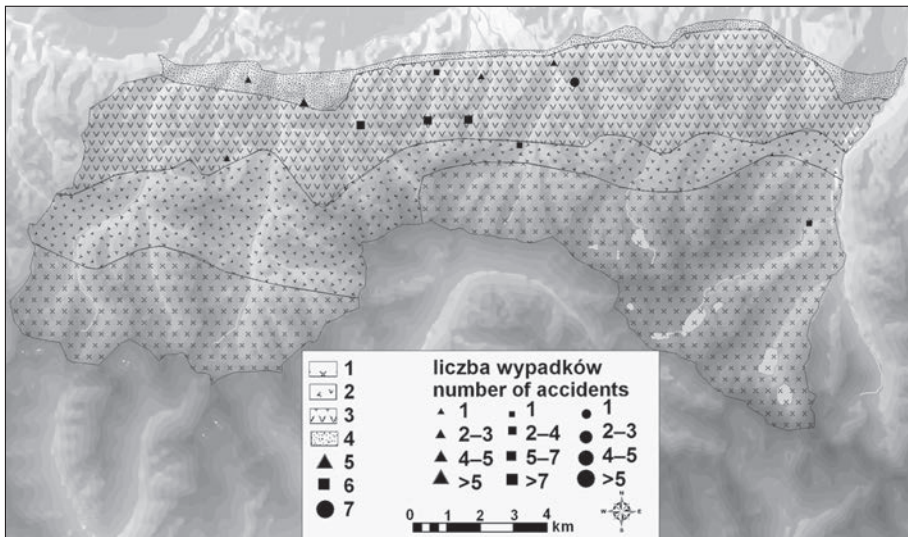 1
2
3
4
5
6
7
liczba wypadków
number of accidents
1 1 1
2–3 2–4 2–3
4–5 5–7 4–5
>5 >7 >5
0 1 2 3 4
km
N
W E
S